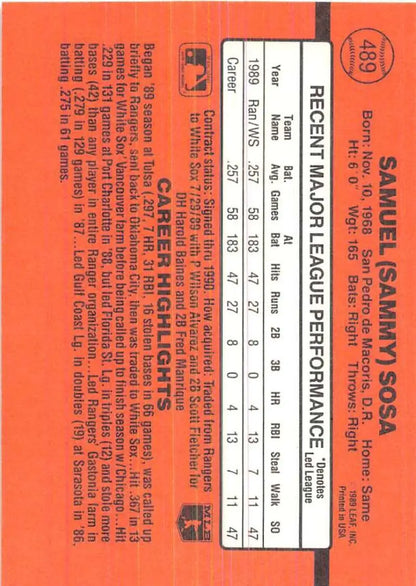 489
SAMUEL (SAMMY) SOSA
Born: Nov. 10, 1968 San Pedro de Macoris, D.R. Home: Same
Ht: 6' 0" Wgt: 165 Bats: Right Throws: Right
©1989 LEAF, INC.
Printed in USA
RECENT MAJOR LEAGUE PERFORMANCE
*Denotes
Led League
Team Bat. At
Year Name Avg. Games Bat Hits Runs 2B 3B HR RBI Steal Walk SO
1989 Ran/WS .257 58 183 47 27 8 0 4 13 7 11 47
Career .257 58 183 47 27 8 0 4 13 7 11 47
Contract status: Signed thru 1990. How acquired: Traded from Rangers
to White Sox 7/29/89 with P Wilson Alvarez and 2B Scott Fletcher for
DH Harold Baines and 2B Fred Manrique
MLB
CAREER HIGHLIGHTS
Began '89 season at Tulsa (.297, 7 HR, 31 RBI, 16 stolen bases in 66 games), was called up
briefly to Rangers, sent back to Oklahoma City, then was traded to White Sox...Hit .367 in 13
games for White Sox' Vancouver farm before being called up to finish season w/Chicago...Hit
.229 in 131 games at Port Charlotte in '88, but led Florida St. Lg. in triples (12) and stole more
bases (42) than any player in entire Ranger organization...Led Rangers' Gastonia farm in
batting (.279 in 129 games) in '87...Led Gulf Coast Lg. in doubles (19) at Sarasota in '86,
batting .275 in 61 games.